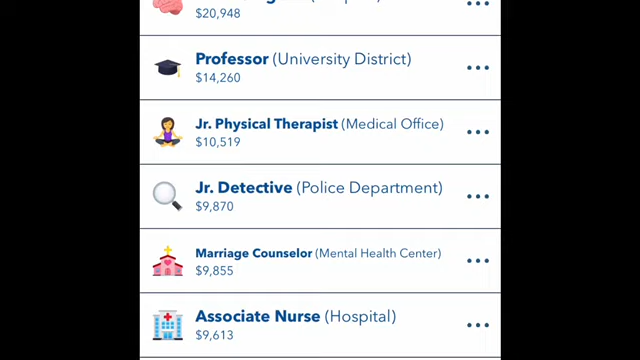 $20,948
Professor (University District)
$14,260
Jr. Physical Therapist (Medical Office)
$10,519
Jr. Detective (Police Department)
$9,870
Marriage Counselor (Mental Health Center)
$9,855
Associate Nurse (Hospital)
$9,613